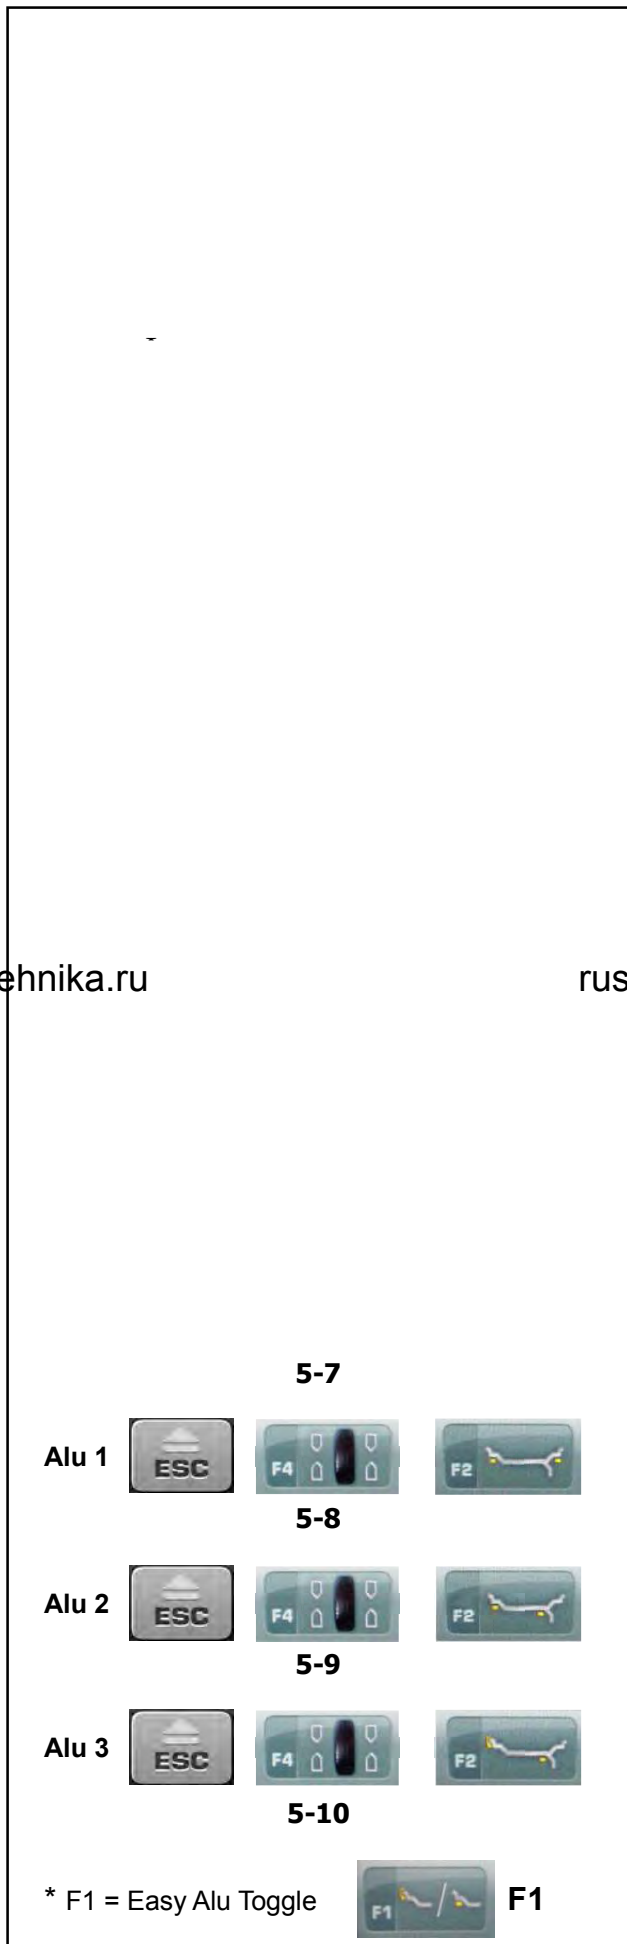 ehnika.ru rus
5-7
Alu 1 ESC F4 F2
5-8
Alu 2 ESC F4 F2
5-9
Alu 3 ESC F4 F2
5-10
* F1 = Easy Alu Toggle F1 F1